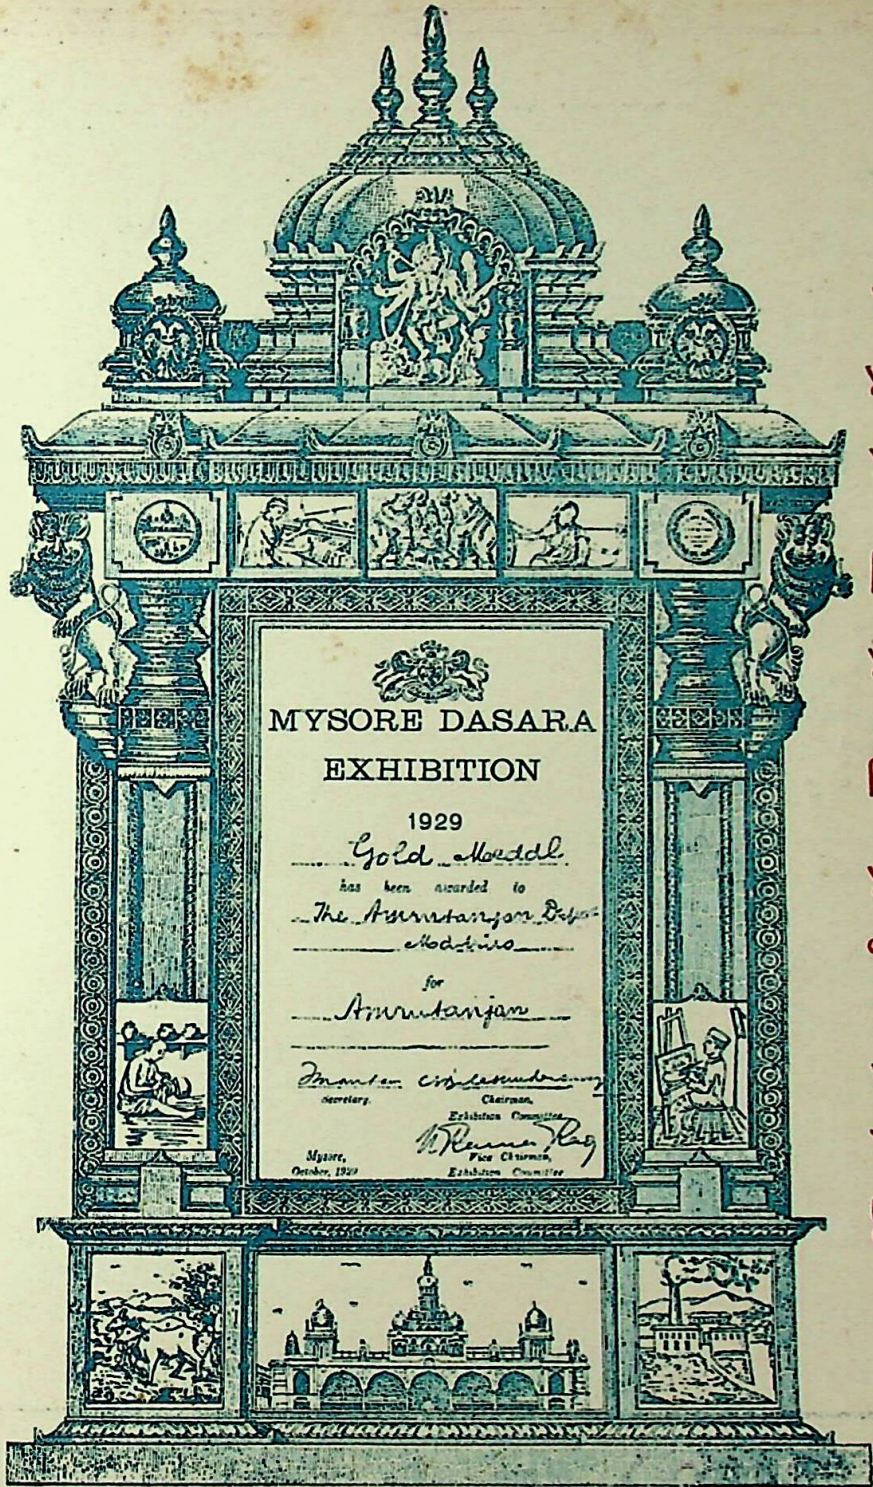 MYSORE DASARA
EXHIBITION
1929
Gold Medal
has been awarded to
The Amrutanjan Depot
Madras
for
Amrutanjan
Secretary.
Chairman,
Exhibition Committee
Mysore,
Vice Chairman,
October, 1929
Exhibition Committee